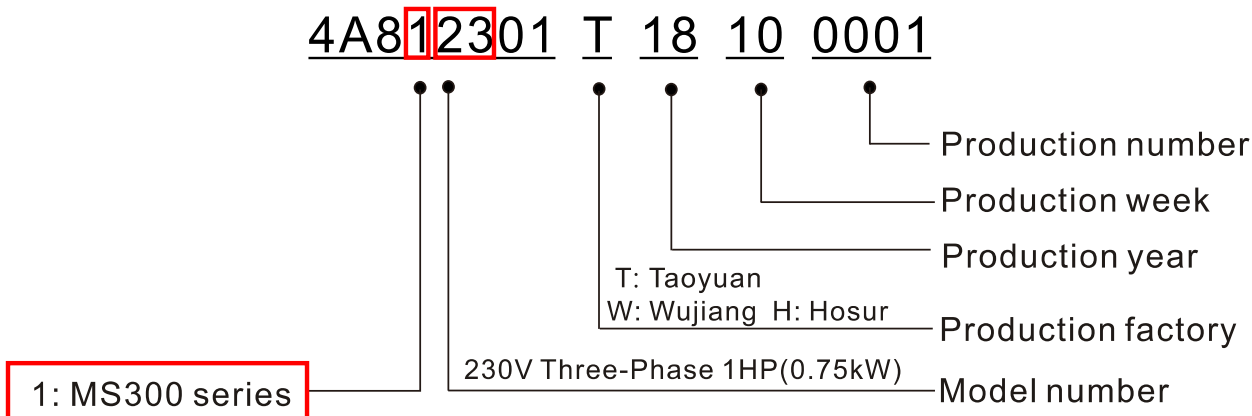 4A812301 T 18 10 0001
Production number
Production week
Production year
T: Taoyuan
W: Wujiang H: Hosur
Production factory
230V Three-Phase 1HP(0.75kW)
Model number
1: MS300 series